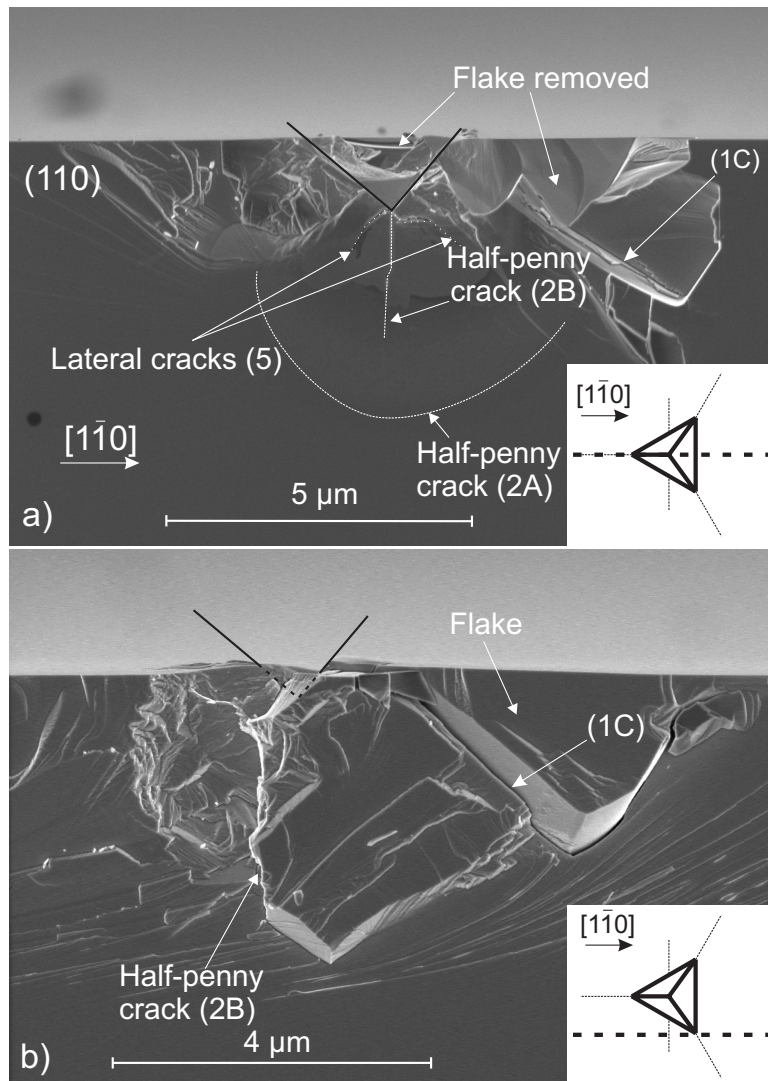 Flake removed
(110)
(1C)
Half-penny
crack (2B)
Lateral cracks (5)
[11̅0]
[11̅0]
Half-penny
crack (2A)
5 µm
a)
Flake
(1C)
[11̅0]
Half-penny
crack (2B)
4 µm
b)